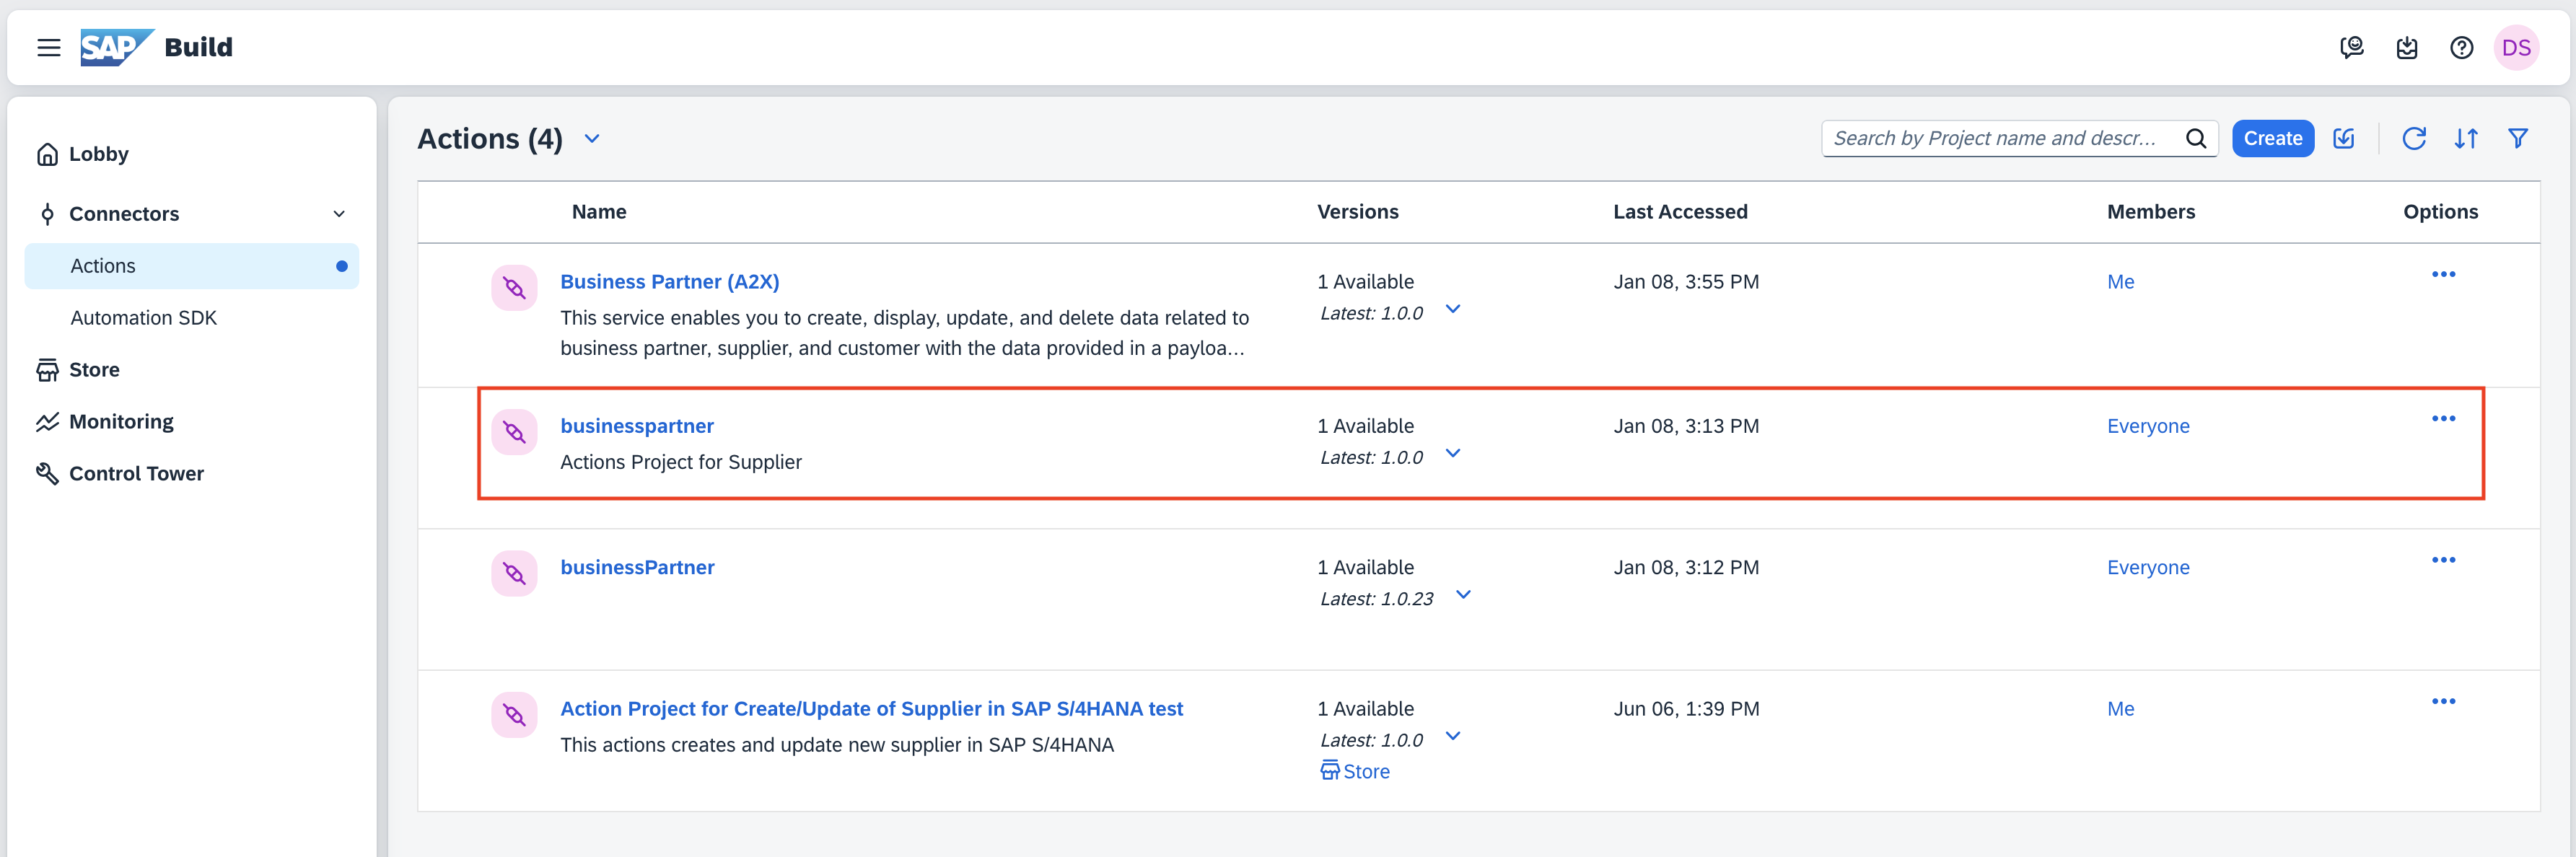 SAP Build
DS
Lobby
Connectors
Actions
Automation SDK
Store
Monitoring
Control Tower
Actions (4)
Search by Project name and descr...
Create
Name Versions Last Accessed Members Options
Business Partner (A2X) 1 Available Jan 08, 3:55 PM Me
Latest: 1.0.0
This service enables you to create, display, update, and delete data related to
business partner, supplier, and customer with the data provided in a payloa...
businesspartner 1 Available Jan 08, 3:13 PM Everyone
Latest: 1.0.0
Actions Project for Supplier
businessPartner 1 Available Jan 08, 3:12 PM Everyone
Latest: 1.0.23
Action Project for Create/Update of Supplier in SAP S/4HANA test 1 Available Jun 06, 1:39 PM Me
Latest: 1.0.0
This actions creates and update new supplier in SAP S/4HANA
Store